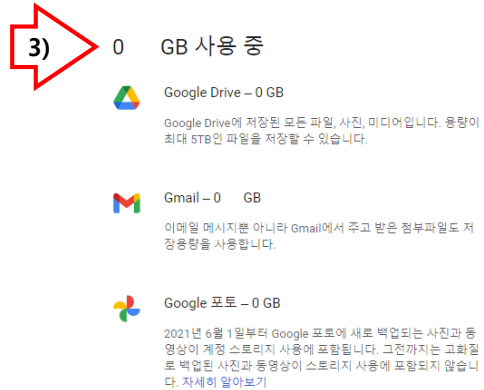 3) 0 GB 사용 중
Google Drive – 0 GB
Google Drive에 저장된 모든 파일, 사진, 미디어입니다. 용량이
최대 5TB인 파일을 저장할 수 있습니다.
Gmail – 0 GB
이메일 메시지뿐 아니라 Gmail에서 주고 받은 첨부파일도 저
장용량을 사용합니다.
Google 포토 – 0 GB
2021년 6월 1일부터 Google 포토에 새로 백업되는 사진과 동
영상이 계정 스토리지 사용에 포함됩니다. 그전까지는 고화질
로 백업된 사진과 동영상이 스토리지 사용에 포함되지 않습니
다. 자세히 알아보기